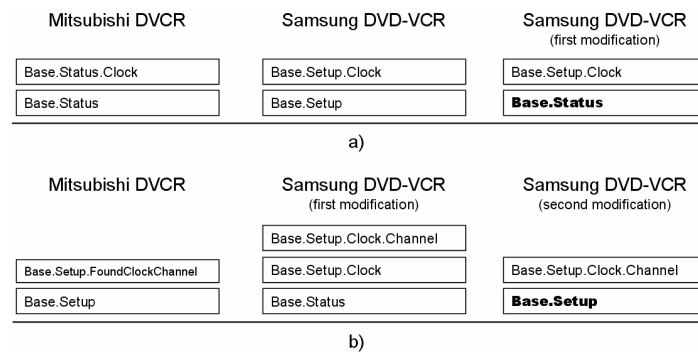 Mitsubishi DVCR Samsung DVD-VCR Samsung DVD-VCR
(first modification)
Base.Status.Clock Base.Setup.Clock Base.Setup.Clock
Base.Status Base.Setup Base.Status
a)
Mitsubishi DVCR Samsung DVD-VCR Samsung DVD-VCR
(first modification) (second modification)
Base.Setup.Clock.Channel
Base.Setup.FoundClockChannel Base.Setup.Clock Base.Setup.Clock.Channel
Base.Setup Base.Status Base.Setup
b)